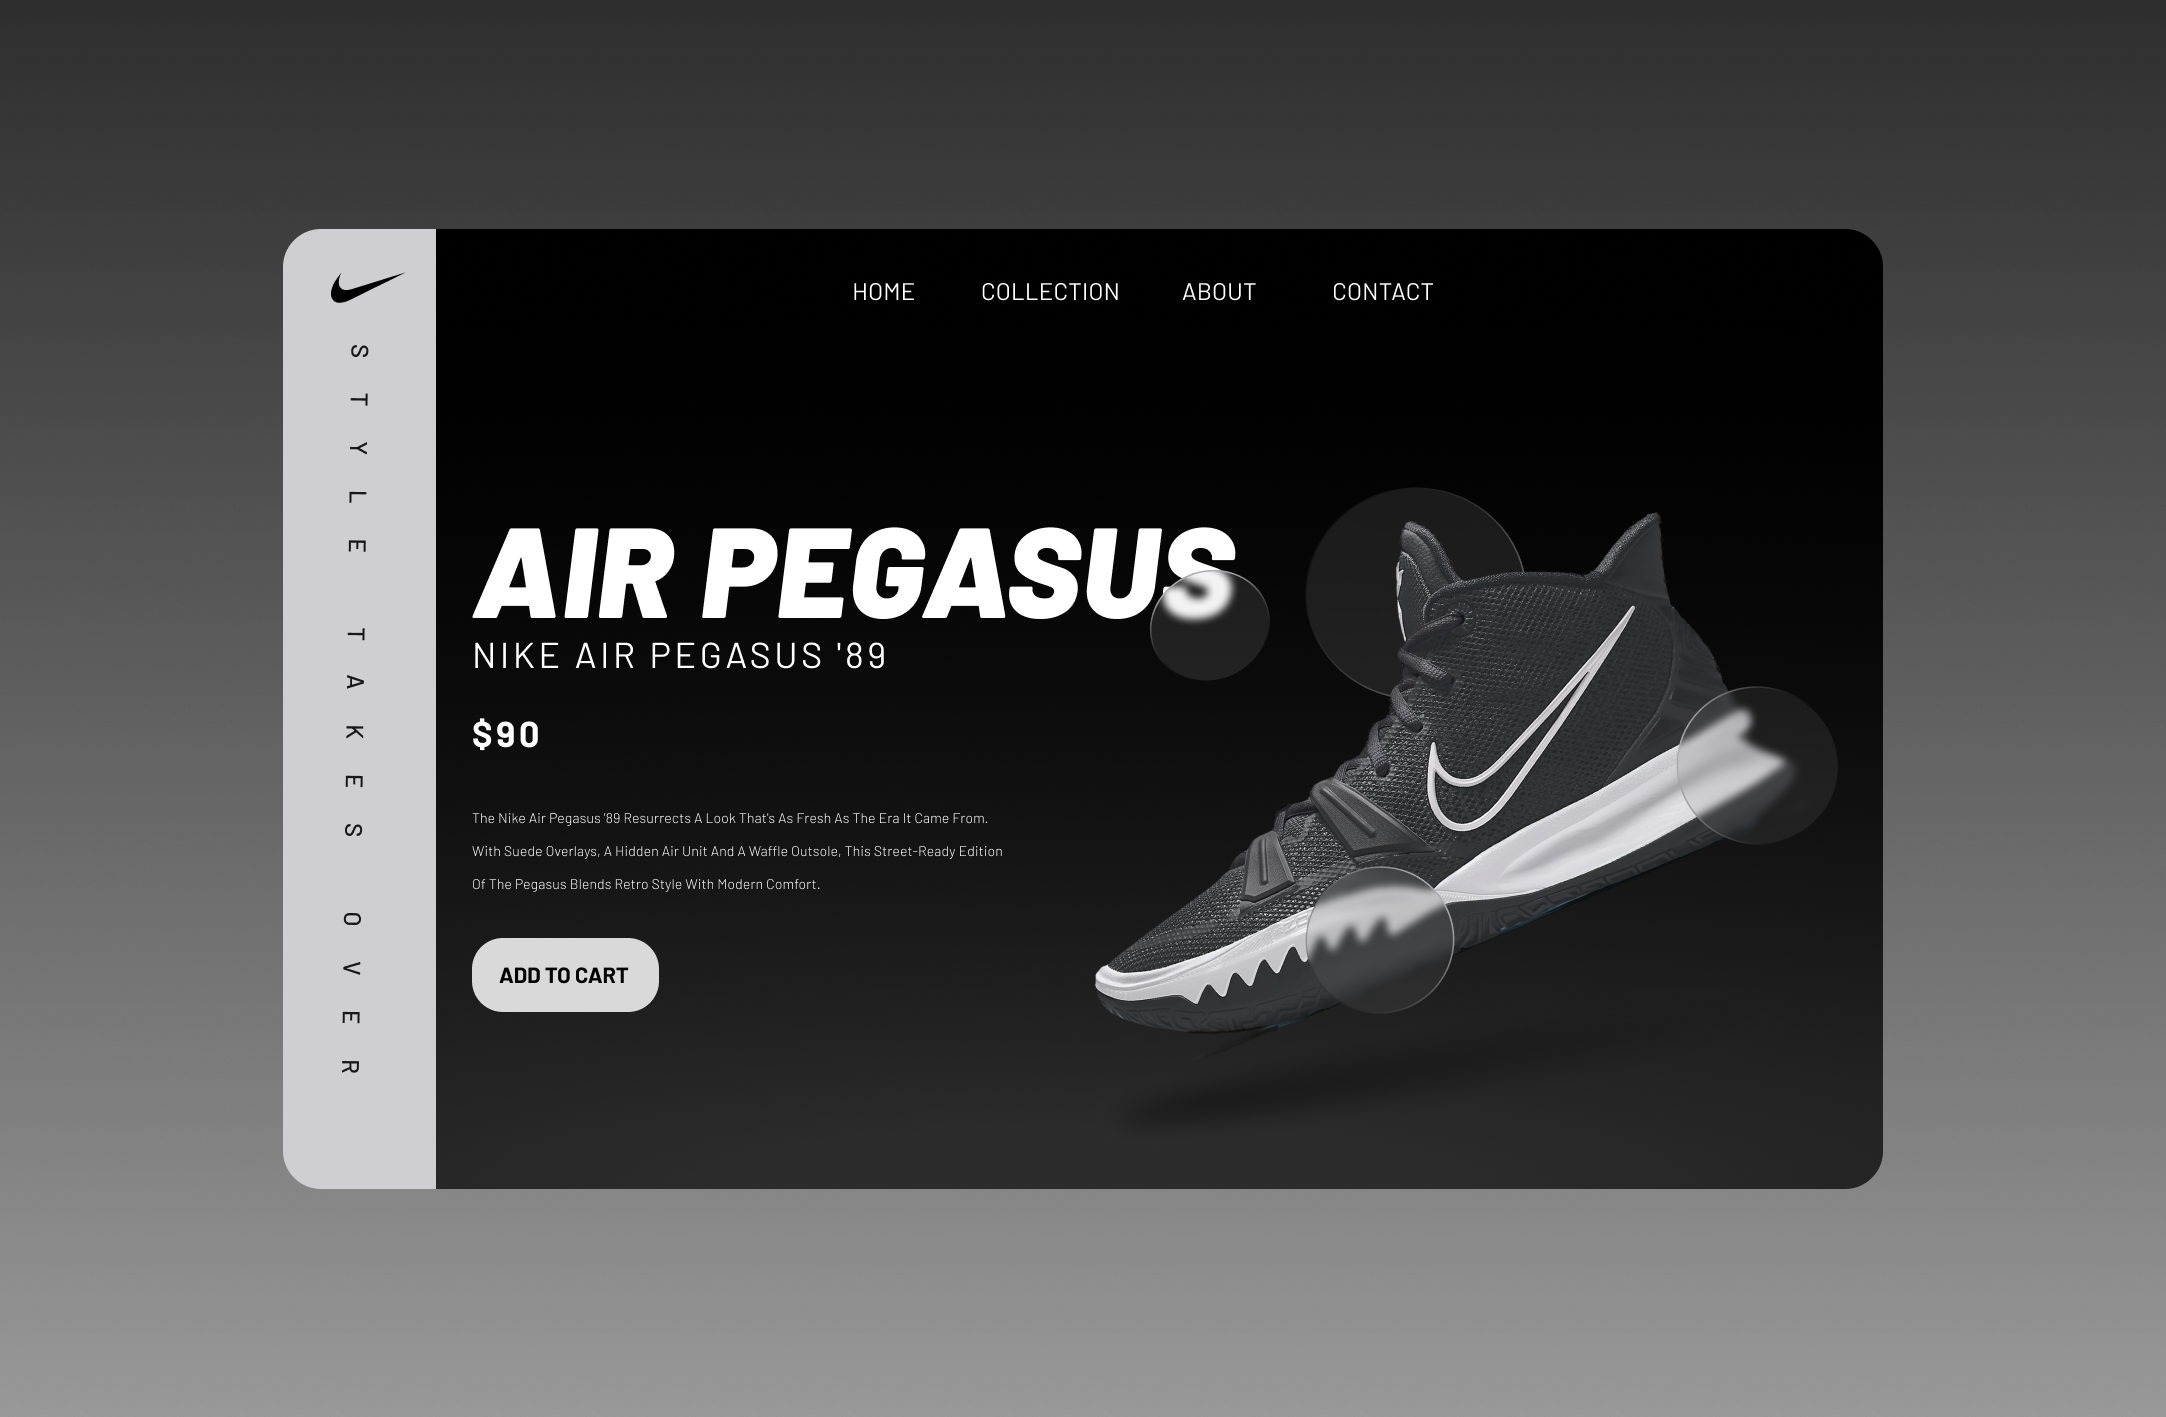 HOME COLLECTION ABOUT CONTACT
STYLE TAKES OVER
AIR PEGASUS
NIKE AIR PEGASUS '89
$90
The Nike Air Pegasus '89 Resurrects A Look That's As Fresh As The Era It Came From.
With Suede Overlays, A Hidden Air Unit And A Waffle Outsole, This Street-Ready Edition
Of The Pegasus Blends Retro Style With Modern Comfort.
ADD TO CART